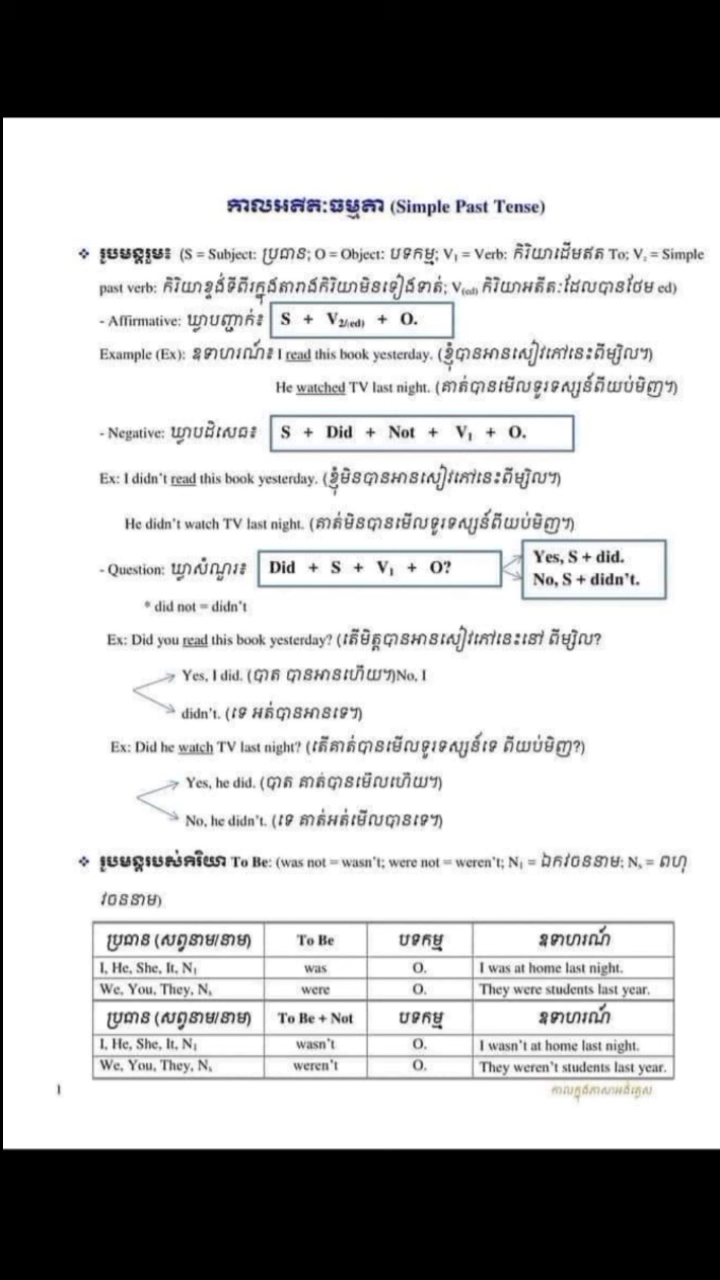 កាលអតីតៈធម្មតា (Simple Past Tense)
❖ រូបមន្តរួម៖ (S = Subject: ប្រធាន; O = Object: បទកម្ម; V₁ = Verb: កិរិយាដើមឥត To; V₂ = Simple
past verb: កិរិយាខ្ទង់ទីពីរក្នុងតារាងកិរិយាមិនទៀងទាត់; V(ed) កិរិយាអតីតៈដែលបានថែម ed)
- Affirmative: ឃ្លាបញ្ជាក់៖ S + V2/(ed) + O.
Example (Ex): ឧទាហរណ៍៖ I read this book yesterday. (ខ្ញុំបានអានសៀវភៅនេះពីម្សិល។)
He watched TV last night. (គាត់បានមើលទូរទស្សន៍ពីយប់មិញ។)
- Negative: ឃ្លាបដិសេធ៖ S + Did + Not + V₁ + O.
Ex: I didn't read this book yesterday. (ខ្ញុំមិនបានអានសៀវភៅនេះពីម្សិល។)
He didn't watch TV last night. (គាត់មិនបានមើលទូរទស្សន៍ពីយប់មិញ។)
- Question: ឃ្លាសំណួរ៖ Did + S + V₁ + O? Yes, S + did.
No, S + didn't.
* did not = didn't
Ex: Did you read this book yesterday? (តើមិត្តបានអានសៀវភៅនេះនៅ ពីម្សិល?
Yes, I did. (បាត បានអានហើយ។)No, I
didn't. (ទេ អត់បានអានទេ។)
Ex: Did he watch TV last night? (តើគាត់បានមើលទូរទស្សន៍ទេ ពីយប់មិញ?)
Yes, he did. (បាត គាត់បានមើលហើយ។)
No, he didn't. (ទេ គាត់អត់មើលបានទេ។)
❖ រូបមន្តរបស់កិរិយា To Be: (was not = wasn't; were not = weren't; N₁ = ឯកវចននាម; Nₛ = ពហុ
វចននាម)
ប្រធាន (សព្វនាម/នាម) To Be បទកម្ម ឧទាហរណ៍
I, He, She, It, N₁ was O. I was at home last night.
We, You, They, Nₛ were O. They were students last year.
ប្រធាន (សព្វនាម/នាម) To Be + Not បទកម្ម ឧទាហរណ៍
I, He, She, It, N₁ wasn't O. I wasn't at home last night.
We, You, They, Nₛ weren't O. They weren't students last year.
1 កាលក្នុងភាសាអង់គ្លេស